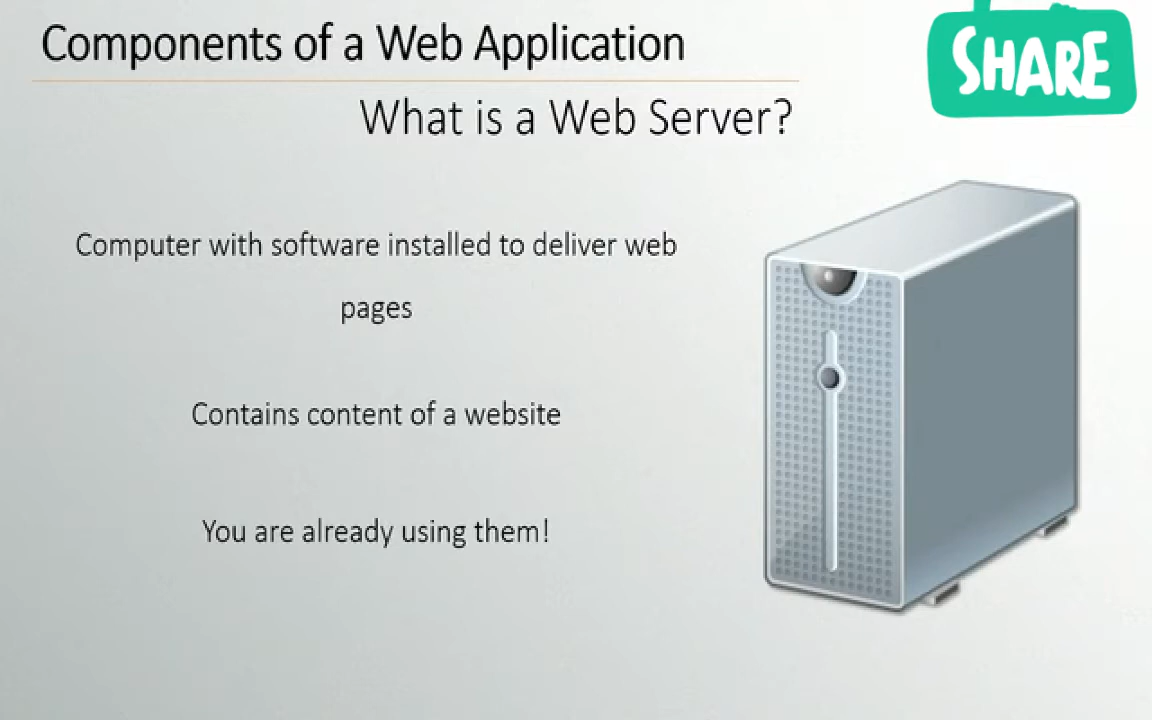 Components of a Web Application
SHARE
What is a Web Server?
Computer with software installed to deliver web
pages
Contains content of a website
You are already using them!